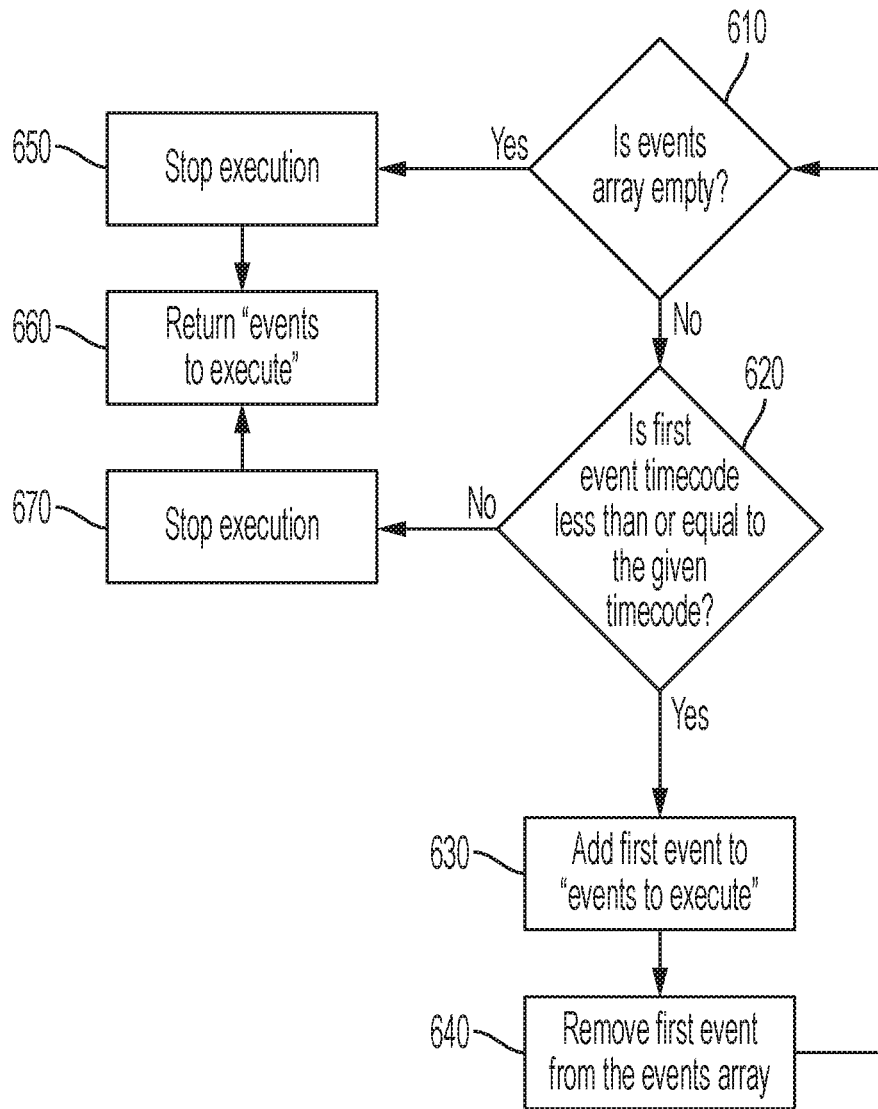 610
Is events
array empty?
Yes
650
Stop execution
660
Return “events
to execute”
No
620
Is first
event timecode
less than or equal to
the given
timecode?
No
670
Stop execution
Yes
630
Add first event to
“events to execute”
640
Remove first event
from the events array